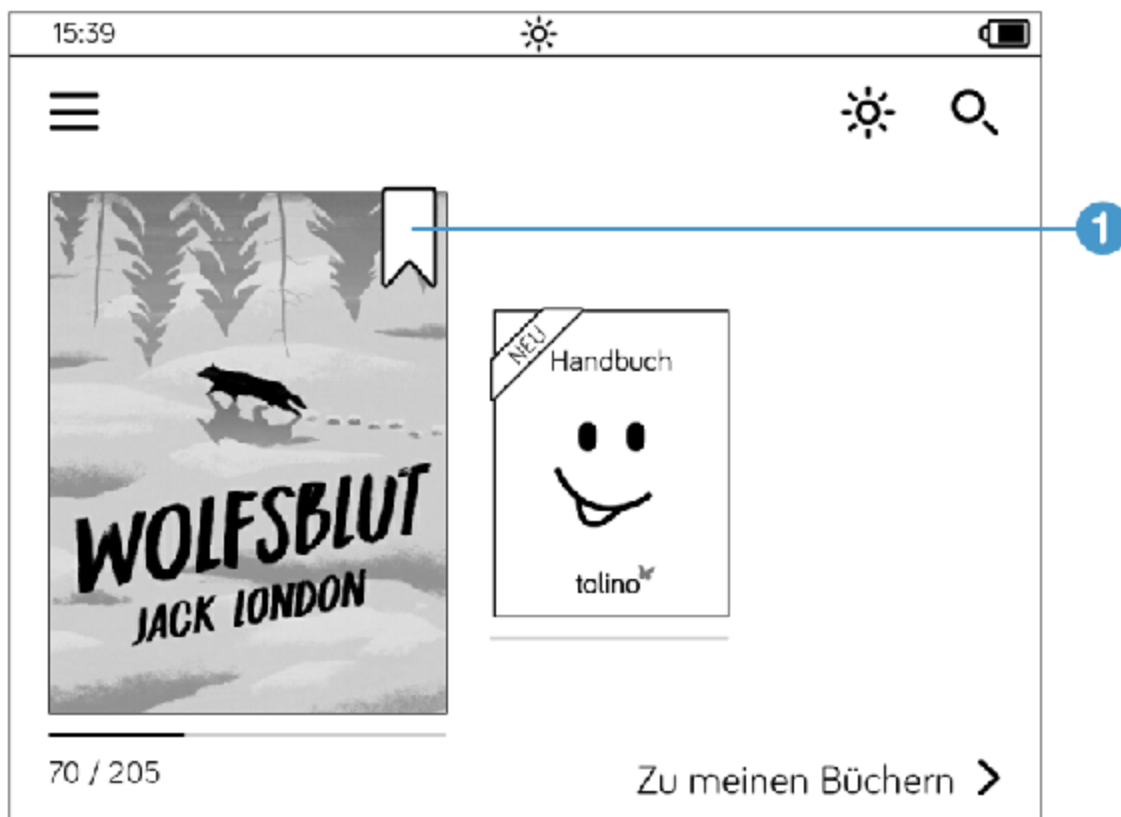 15:39
1
NEU
Handbuch
WOLFSBLUT
JACK LONDON
tolino
70 / 205
Zu meinen Büchern